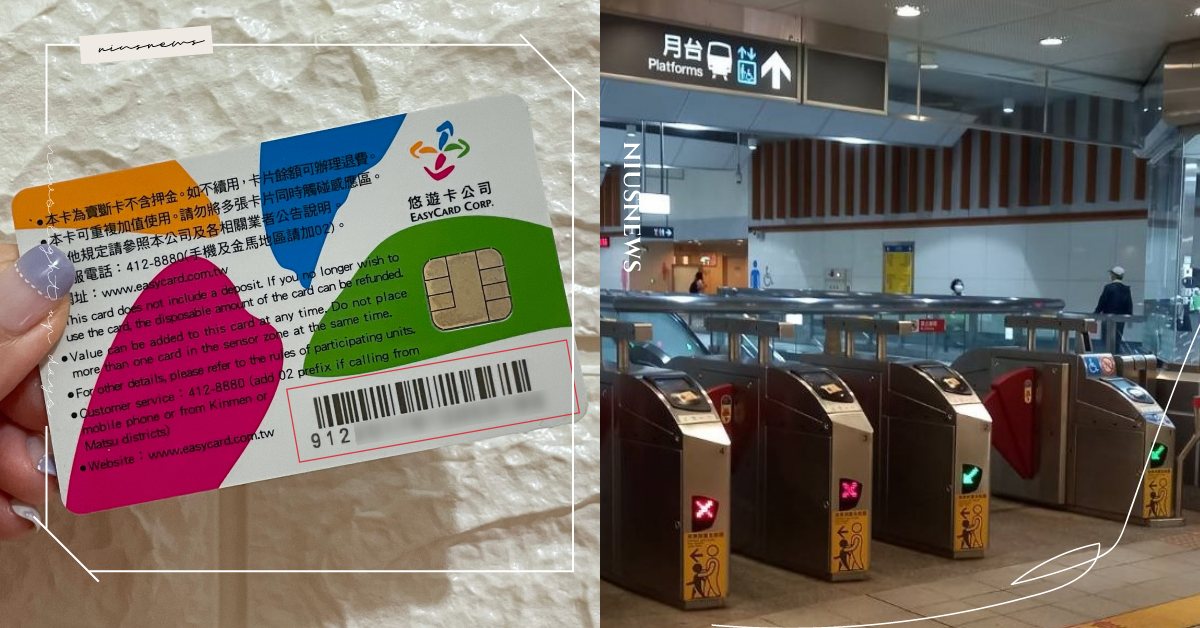 niusnews
悠遊卡公司
EASYCARD CORP.
●本卡為賣斷卡不含押金。如不續用,卡片餘額可辦理退費。
●本卡可重複加值使用。請勿將多張卡片同時觸碰感應區。
他規定請參照本公司及各相關業者公告說明。
服電話:412-8880(手機及金馬地區請加02)。
址:www.easycard.com.tw
This card does not include a deposit. If you no longer wish to
use the card, the disposable amount of the card can be refunded.
●Value can be added to this card at any time. Do not place
more than one card in the sensor zone at the same time.
●For other details, please refer to the rules of participating units.
●Customer service:412-8880 (add 02 prefix if calling from
mobile phone or from Kinmen or
Matsu districts)
●Website:www.easycard.com.tw
912
月台
Platforms
NIUSNEWS